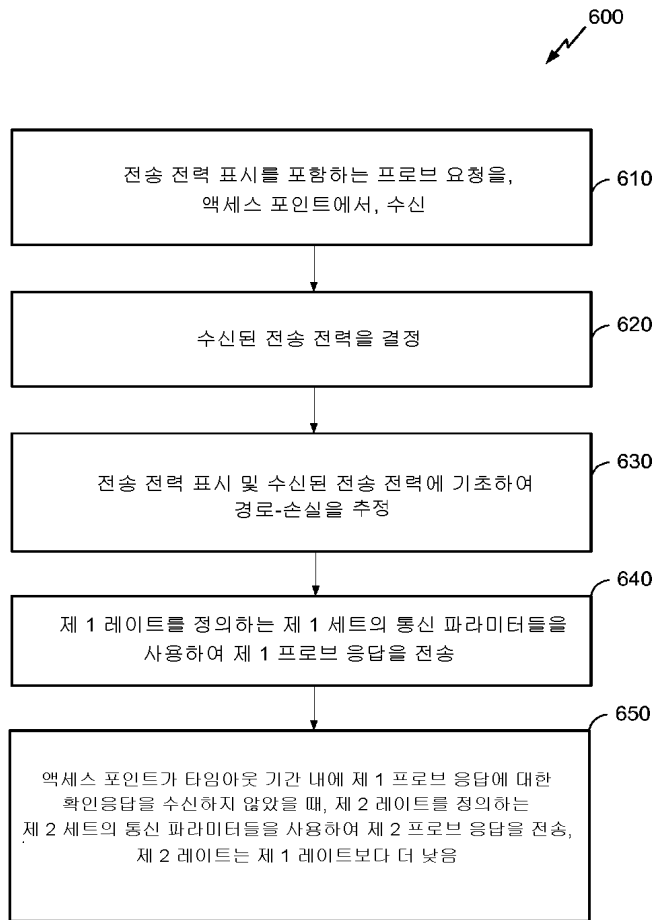 600
전송 전력 표시를 포함하는 프로브 요청을,
액세스 포인트에서, 수신
610
수신된 전송 전력을 결정
620
전송 전력 표시 및 수신된 전송 전력에 기초하여
경로-손실을 추정
630
제 1 레이트를 정의하는 제 1 세트의 통신 파라미터들을
사용하여 제 1 프로브 응답을 전송
640
액세스 포인트가 타임아웃 기간 내에 제 1 프로브 응답에 대한
확인응답을 수신하지 않았을 때, 제 2 레이트를 정의하는
제 2 세트의 통신 파라미터들을 사용하여 제 2 프로브 응답을 전송,
제 2 레이트는 제 1 레이트보다 더 낮음
650